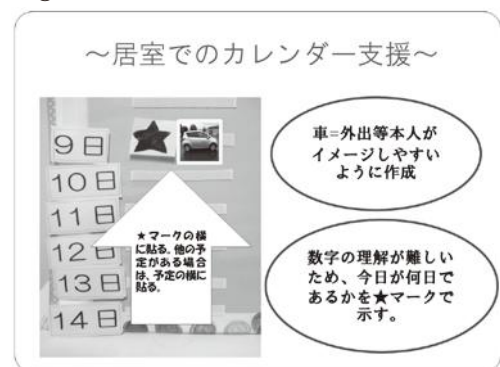 ～居室でのカレンダー支援～
9日
10日
11日
12日
13日
14日
★マークの横
に貼る。他の予
定がある場合
は、予定の横に
貼る。
車=外出等本人が
イメージしやすい
ように作成
数字の理解が難しい
ため、今日が何日で
あるかを★マークで
示す。